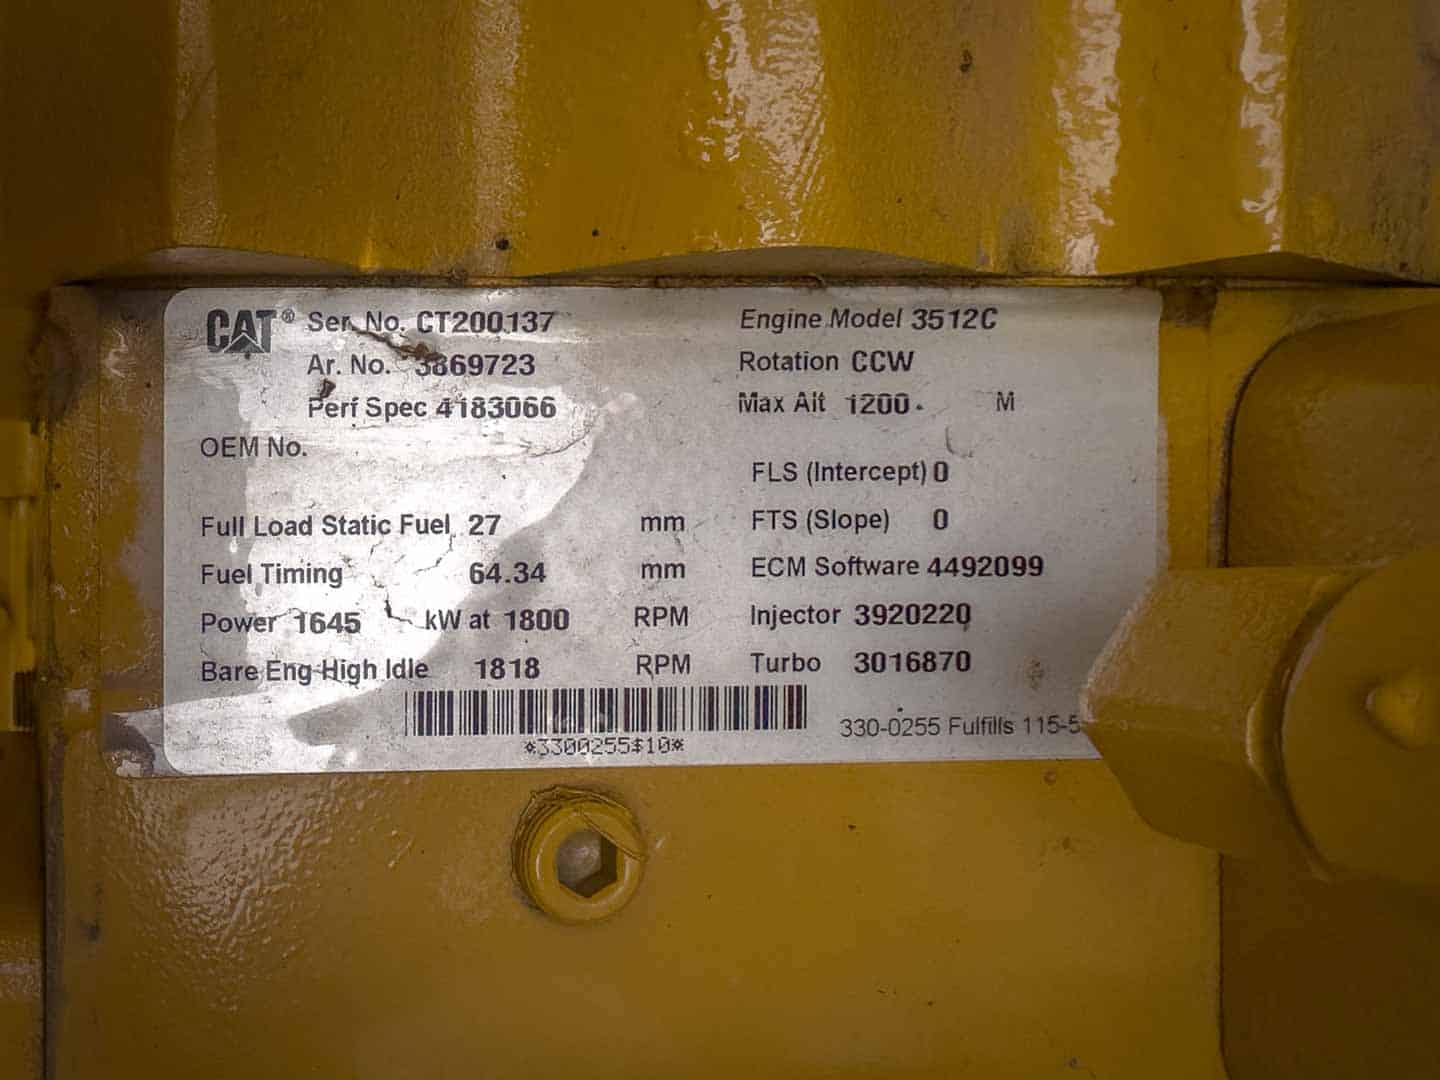 CAT® Ser. No. CT200137 Engine Model 3512C
Ar. No. 3869723 Rotation CCW
Perf Spec 4183066 Max Alt 1200. M
OEM No.
FLS (Intercept) 0
Full Load Static Fuel 27 mm FTS (Slope) 0
Fuel Timing 64.34 mm ECM Software 4492099
Power 1645 kW at 1800 RPM Injector 3920220
Bare Eng High Idle 1818 RPM Turbo 3016870
*3300255$10* 330-0255 Fulfills 115-5